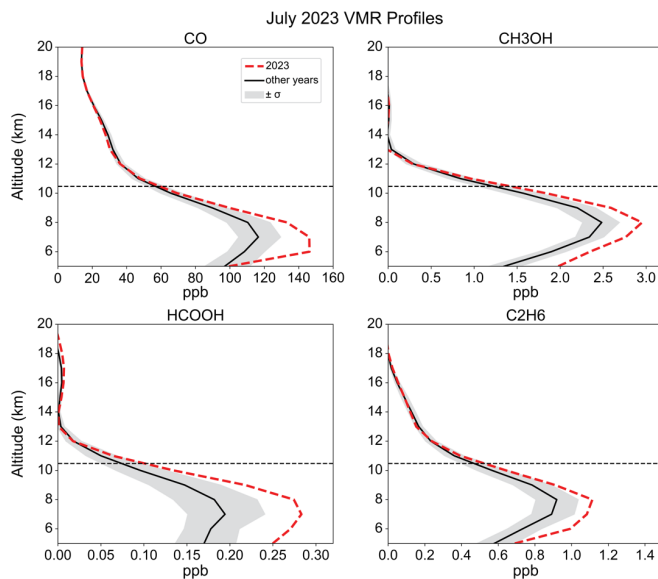 July 2023 VMR Profiles
CO
CH3OH
20
18
16
14
12
10
8
6
Altitude (km)
2023
other years
± σ
0 20 40 60 80 100 120 140 160
ppb
20
18
16
14
12
10
8
6
0.0 0.5 1.0 1.5 2.0 2.5 3.0
ppb
HCOOH
C2H6
20
18
16
14
12
10
8
6
Altitude (km)
0.00 0.05 0.10 0.15 0.20 0.25 0.30
ppb
20
18
16
14
12
10
8
6
0.0 0.2 0.4 0.6 0.8 1.0 1.2 1.4
ppb